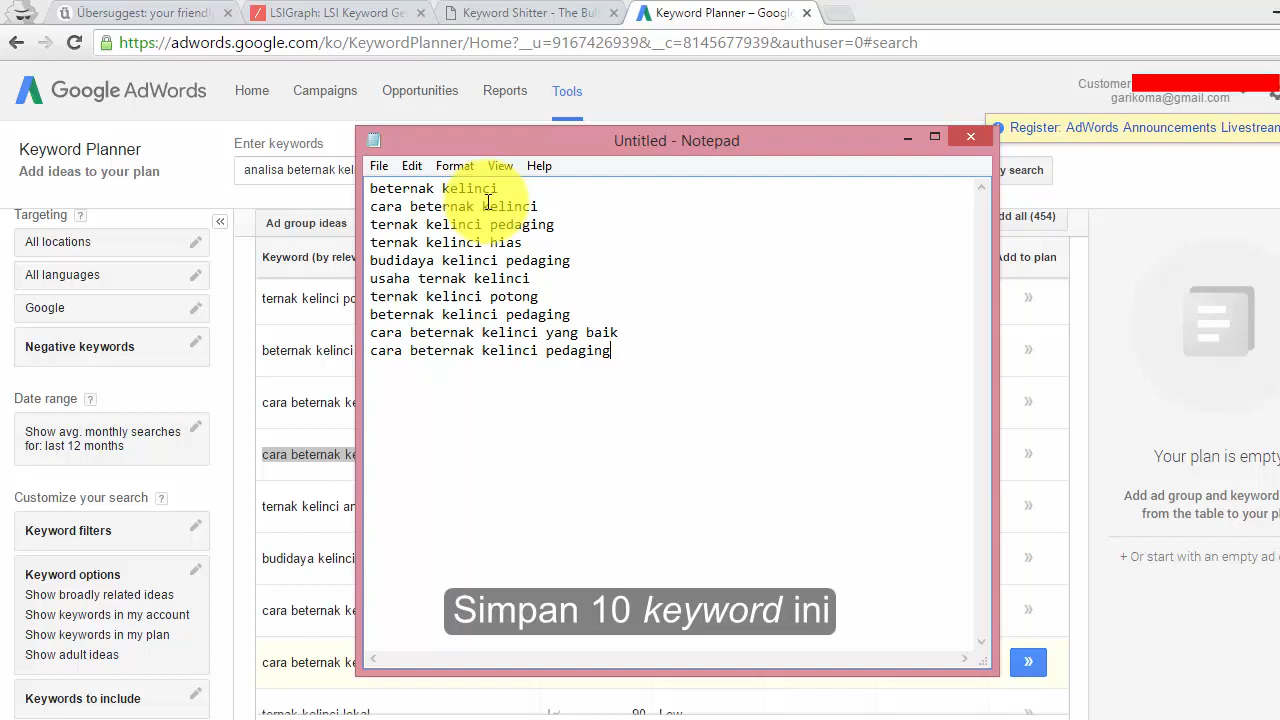 Übersuggest: your friendly
LSIGraph: LSI Keyword Ge
Keyword Shitter - The Bul
Keyword Planner – Google
https://adwords.google.com/ko/KeywordPlanner/Home?__u=9167426939&__c=8145677939&authuser=0#search
Google AdWords
Home
Campaigns
Opportunities
Reports
Tools
Customer
garikoma@gmail.com
Register: AdWords Announcements Livestream
Keyword Planner
Add ideas to your plan
Enter keywords
analisa beternak kel
y search
Untitled - Notepad
File Edit Format View Help
beternak kelinci
cara beternak kelinci
ternak kelinci pedaging
ternak kelinci hias
budidaya kelinci pedaging
usaha ternak kelinci
ternak kelinci potong
beternak kelinci pedaging
cara beternak kelinci yang baik
cara beternak kelinci pedaging
Targeting ?
All locations
All languages
Google
Negative keywords
Date range ?
Show avg. monthly searches
for: last 12 months
Customize your search ?
Keyword filters
Keyword options
Show broadly related ideas
Show keywords in my account
Show keywords in my plan
Show adult ideas
Keywords to include
Ad group ideas
dd all (454)
Keyword (by relev
dd to plan
ternak kelinci po
beternak kelinci
cara beternak ke
cara beternak ke
ternak kelinci an
budidaya kelinci
cara beternak ke
cara beternak ke
ternak kelinci lokal
90 Low
Your plan is empty
Add ad group and keyword
from the table to your p
+ Or start with an empty ad
Simpan 10 keyword ini